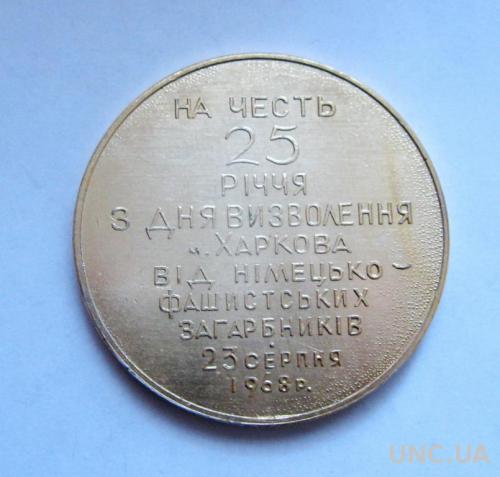 НА ЧЕСТЬ
25
РІЧЧЯ
З ДНЯ ВИЗВОЛЕННЯ
м. ХАРКОВА
ВІД НІМЕЦЬКО-
ФАШИСТСЬКИХ
ЗАГАРБНИКІВ
23 СЕРПНЯ
1968 р.
UNC.UA